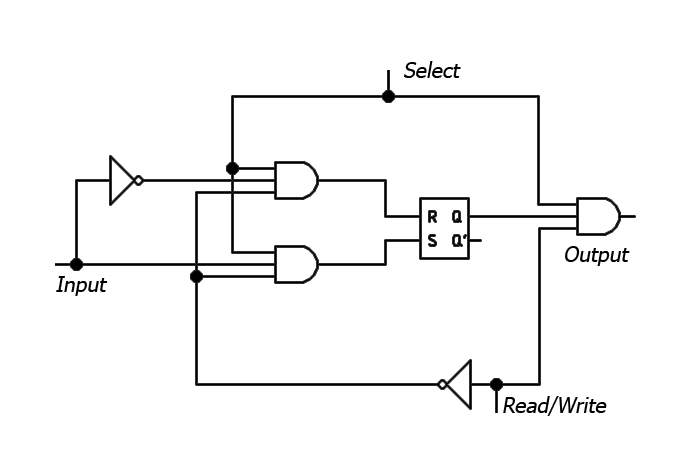 Select
R Q
S Q'
Output
Input
Read/Write